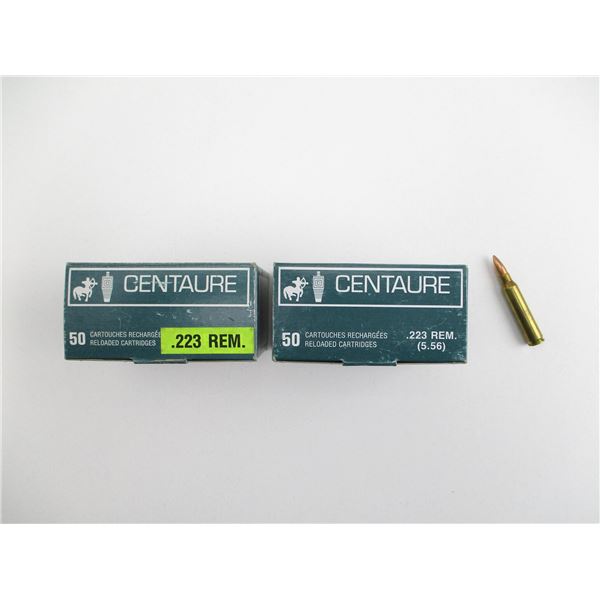 CENTAURE
50 CARTOUCHES RECHARGÉES
RELOADED CARTRIDGES
.223 REM.
CENTAURE
50 CARTOUCHES RECHARGÉES
RELOADED CARTRIDGES
.223 REM.
(5.56)